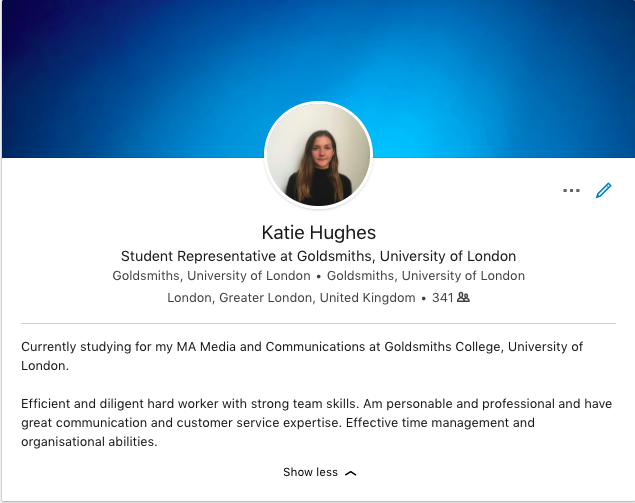 Katie Hughes
Student Representative at Goldsmiths, University of London
Goldsmiths, University of London • Goldsmiths, University of London
London, Greater London, United Kingdom • 341
Currently studying for my MA Media and Communications at Goldsmiths College, University of
London.
Efficient and diligent hard worker with strong team skills. Am personable and professional and have
great communication and customer service expertise. Effective time management and
organisational abilities.
Show less